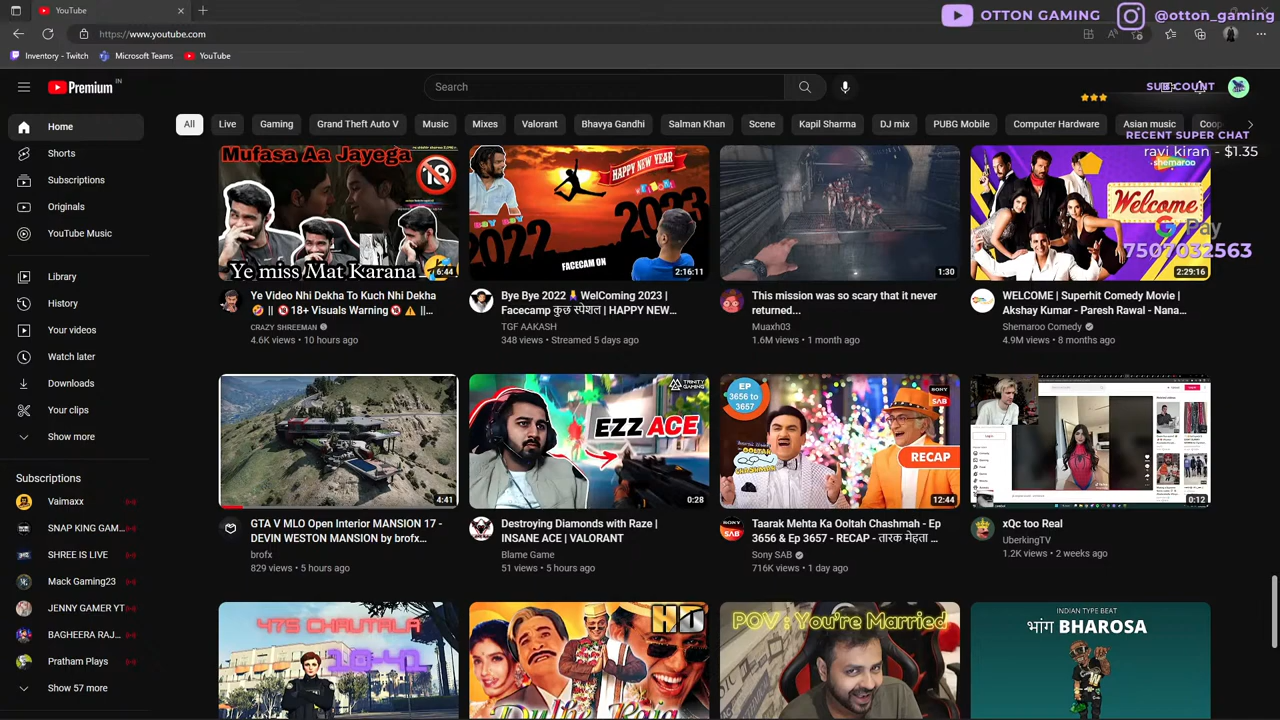 YouTube
OTTON GAMING
@otton_gaming
https://www.youtube.com
Inventory - Twitch
Microsoft Teams
YouTube
Premium
IN
Search
SUB COUNT
All
Live
Gaming
Grand Theft Auto V
Music
Mixes
Valorant
Bhavya Gandhi
Salman Khan
Scene
Kapil Sharma
DJ mix
PUBG Mobile
Computer Hardware
Asian music
RECENT SUPER CHAT
ravi kiran - $1.35
G Pay
7507032563
Home
Shorts
Subscriptions
Originals
YouTube Music
Library
History
Your videos
Watch later
Downloads
Your clips
Show more
Subscriptions
Vaimaxx
SNAP KING GAM...
SHREE IS LIVE
Mack Gaming23
JENNY GAMER YT
BAGHEERA RAJ...
Pratham Plays
Show 57 more
Mufasa Aa Jayega
18
Ye miss Mat Karana
6:44
HAPPY NEW YEAR
2022
2023
FACECAM ON
2:16:11
1:30
shemaroo
Welcome
2:29:16
Ye Video Nhi Dekha To Kuch Nhi Dekha
🤣 || 🔞 18+ Visuals Warning 🔞 ⚠️ ||...
CRAZY SHREEMAN
4.6K views • 10 hours ago
Bye Bye 2022 WelComing 2023 |
Facecamp कुछ स्पेशल | HAPPY NEW...
TGF AAKASH
348 views • Streamed 5 days ago
This mission was so scary that it never
returned...
Muaxh03
1.6M views • 1 month ago
WELCOME | Superhit Comedy Movie |
Akshay Kumar - Paresh Rawal - Nana...
Shemaroo Comedy
4.9M views • 8 months ago
4:41
TRINITY
GAMING
EZZ ACE
0:28
EP
3656 to
3657
SONY
SAB
RECAP
12:44
0:12
GTA V MLO Open Interior MANSION 17 -
DEVIN WESTON MANSION by brofx...
brofx
829 views • 5 hours ago
Destroying Diamonds with Raze |
INSANE ACE | VALORANT
Blame Game
51 views • 5 hours ago
Taarak Mehta Ka Ooltah Chashmah - Ep
3656 & Ep 3657 - RECAP - तारक मेहता ...
Sony SAB
716K views • 1 day ago
xQc too Real
UberkingTV
1.2K views • 2 weeks ago
HD
POV : You're Married
INDIAN TYPE BEAT
भांग BHAROSA